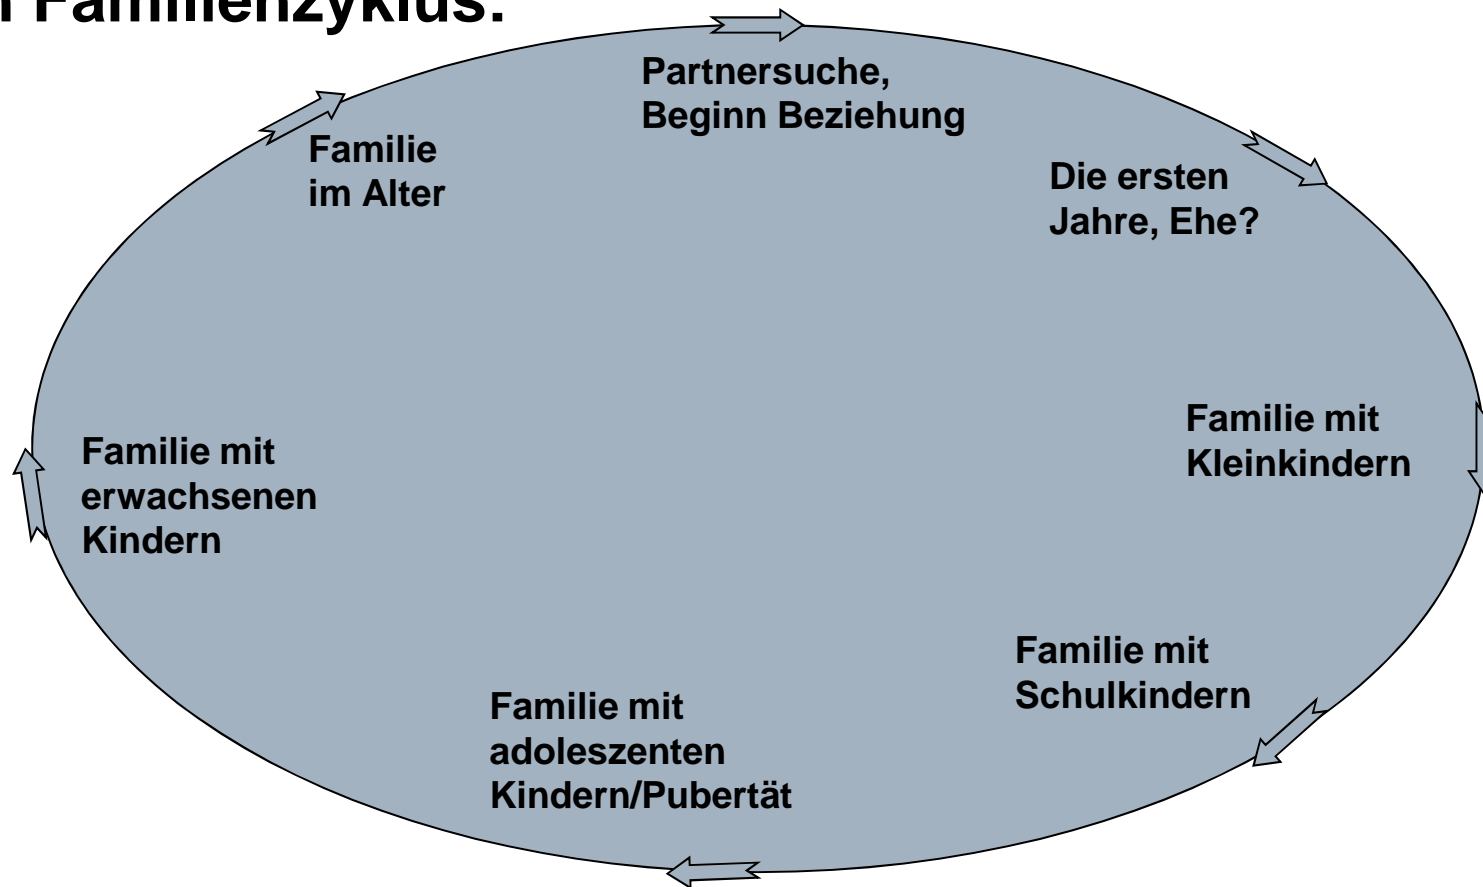 Familienzyklus:
Partnersuche,
Beginn Beziehung
Die ersten
Jahre, Ehe?
Familie mit
Kleinkindern
Familie mit
Schulkindern
Familie mit
adoleszenten
Kindern/Pubertät
Familie mit
erwachsenen
Kindern
Familie
im Alter